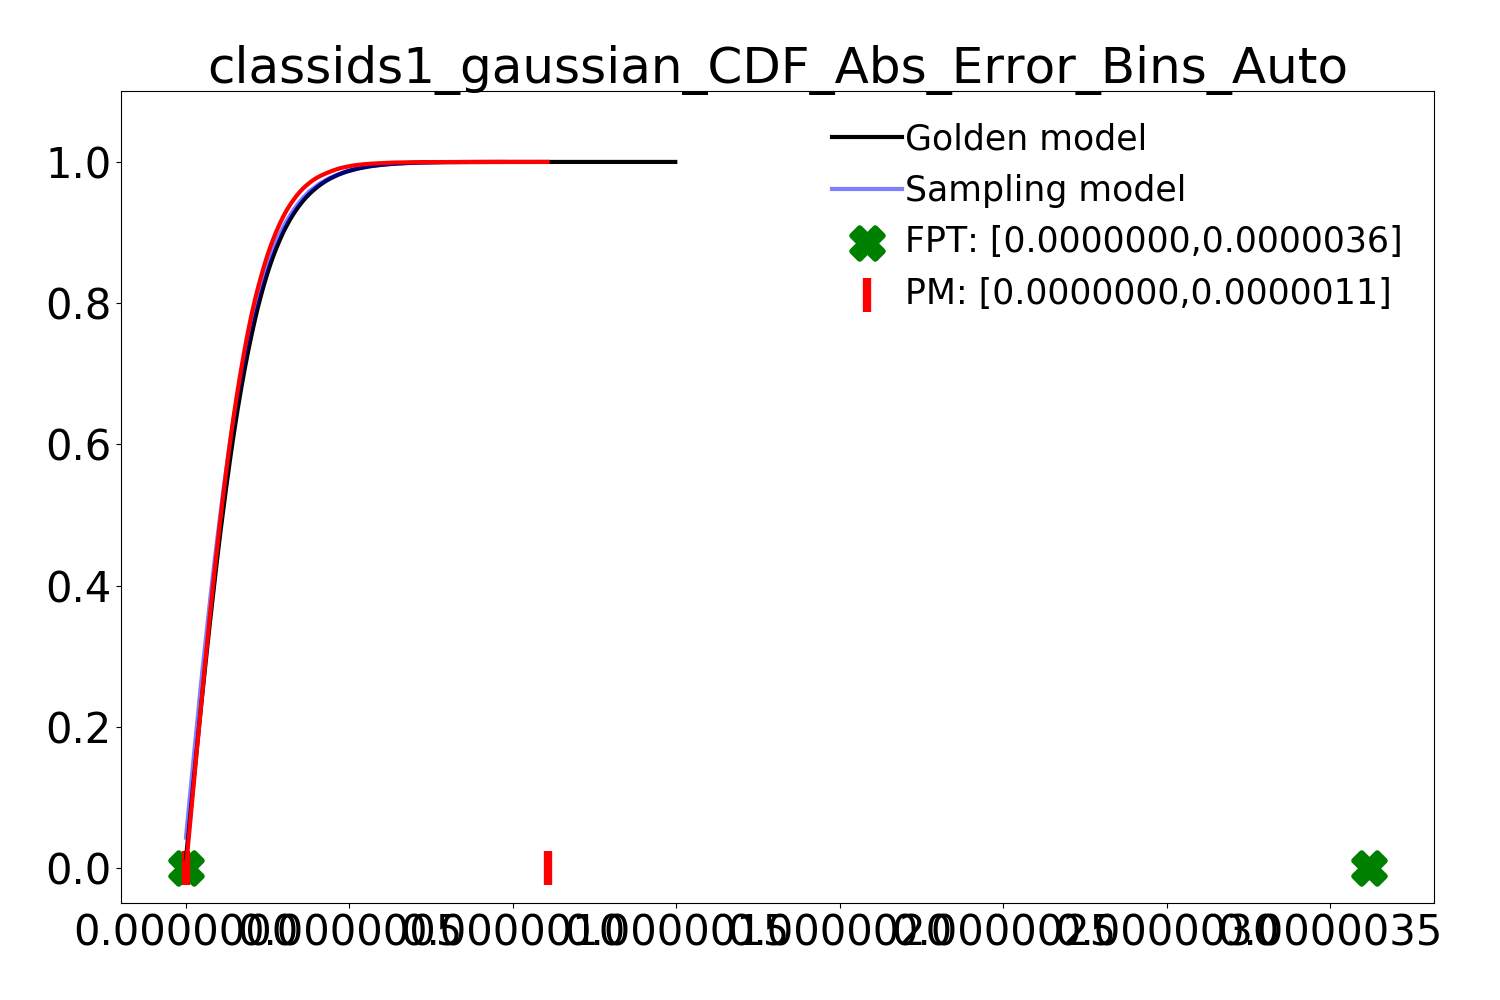 classids1_gaussian_CDF_Abs_Error_Bins_Auto
Golden model
Sampling model
FPT: [0.0000000,0.0000036]
PM: [0.0000000,0.0000011]
1.0
0.8
0.6
0.4
0.2
0.0
0.0000000 0.0000005 0.0000010 0.0000015 0.0000020 0.0000025 0.0000030 0.0000035